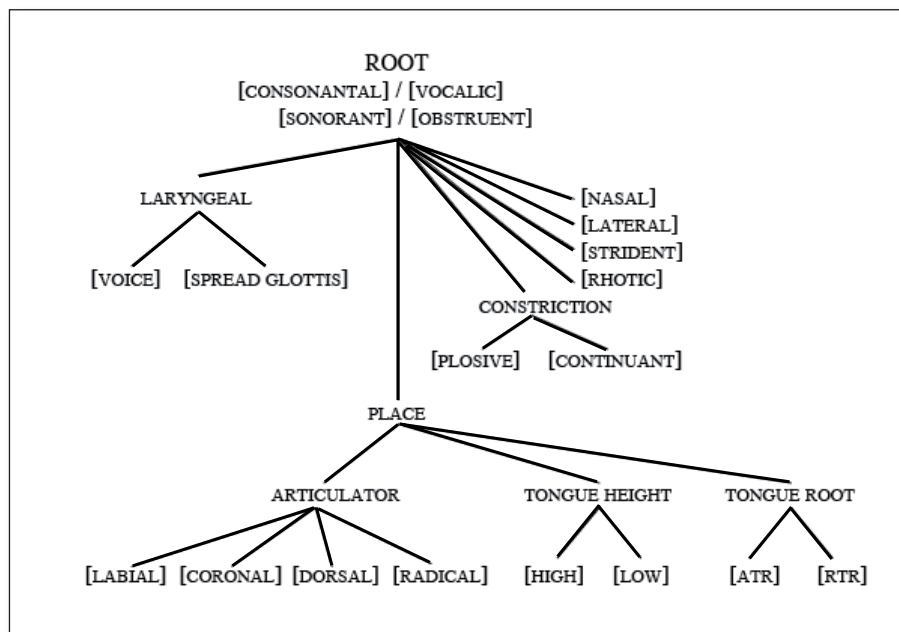 ROOT
[CONSONANTAL] / [VOCALIC]
[SONORANT] / [OBSTRUENT]
LARYNGEAL
[NASAL]
[LATERAL]
[STRIDENT]
[RHOTIC]
[VOICE] [SPREAD GLOTTIS]
CONSTRICTION
[PLOSIVE] [CONTINUANT]
PLACE
ARTICULATOR TONGUE HEIGHT TONGUE ROOT
[LABIAL] [CORONAL] [DORSAL] [RADICAL] [HIGH] [LOW] [ATR] [RTR]